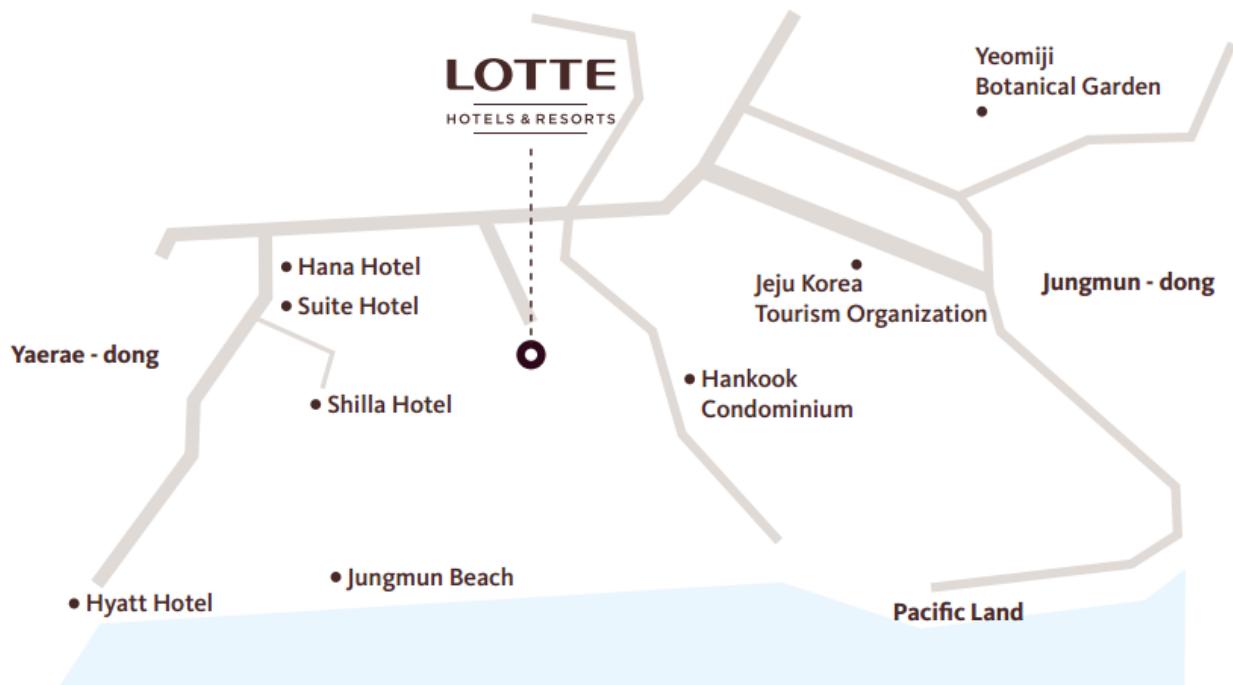 LOTTE
HOTELS & RESORTS
Yeomiji
Botanical Garden
Hana Hotel
Suite Hotel
Jeju Korea
Tourism Organization
Jungmun - dong
Yaerae - dong
Shilla Hotel
Hankook
Condominium
Jungmun Beach
Hyatt Hotel
Pacific Land